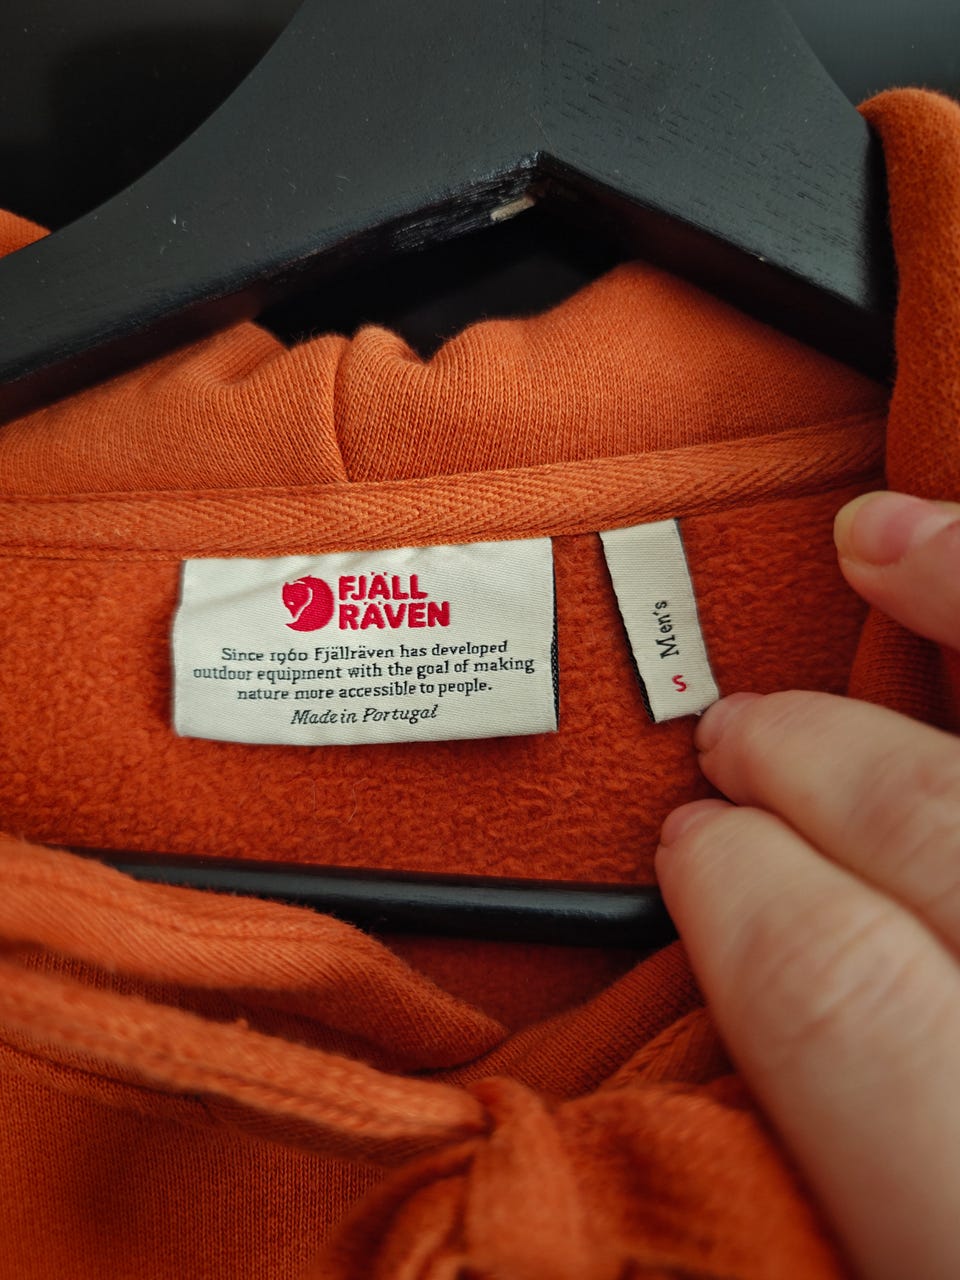 FJÄLL
RÄVEN
Since 1960 Fjällräven has developed
outdoor equipment with the goal of making
nature more accessible to people.
Made in Portugal
Men's
S